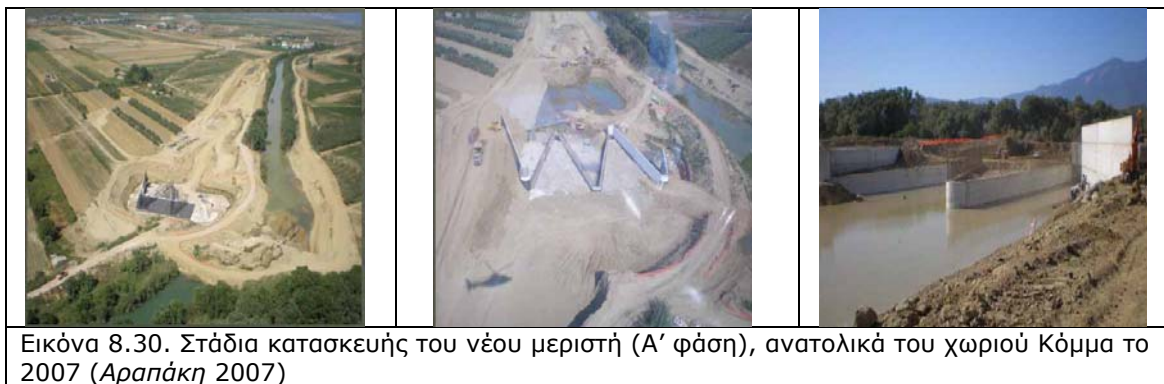 Εικόνα 8.30. Στάδια κατασκευής του νέου μεριστή (Α’ φάση), ανατολικά του χωριού Κόμμα το
2007 (Αραπάκη 2007)